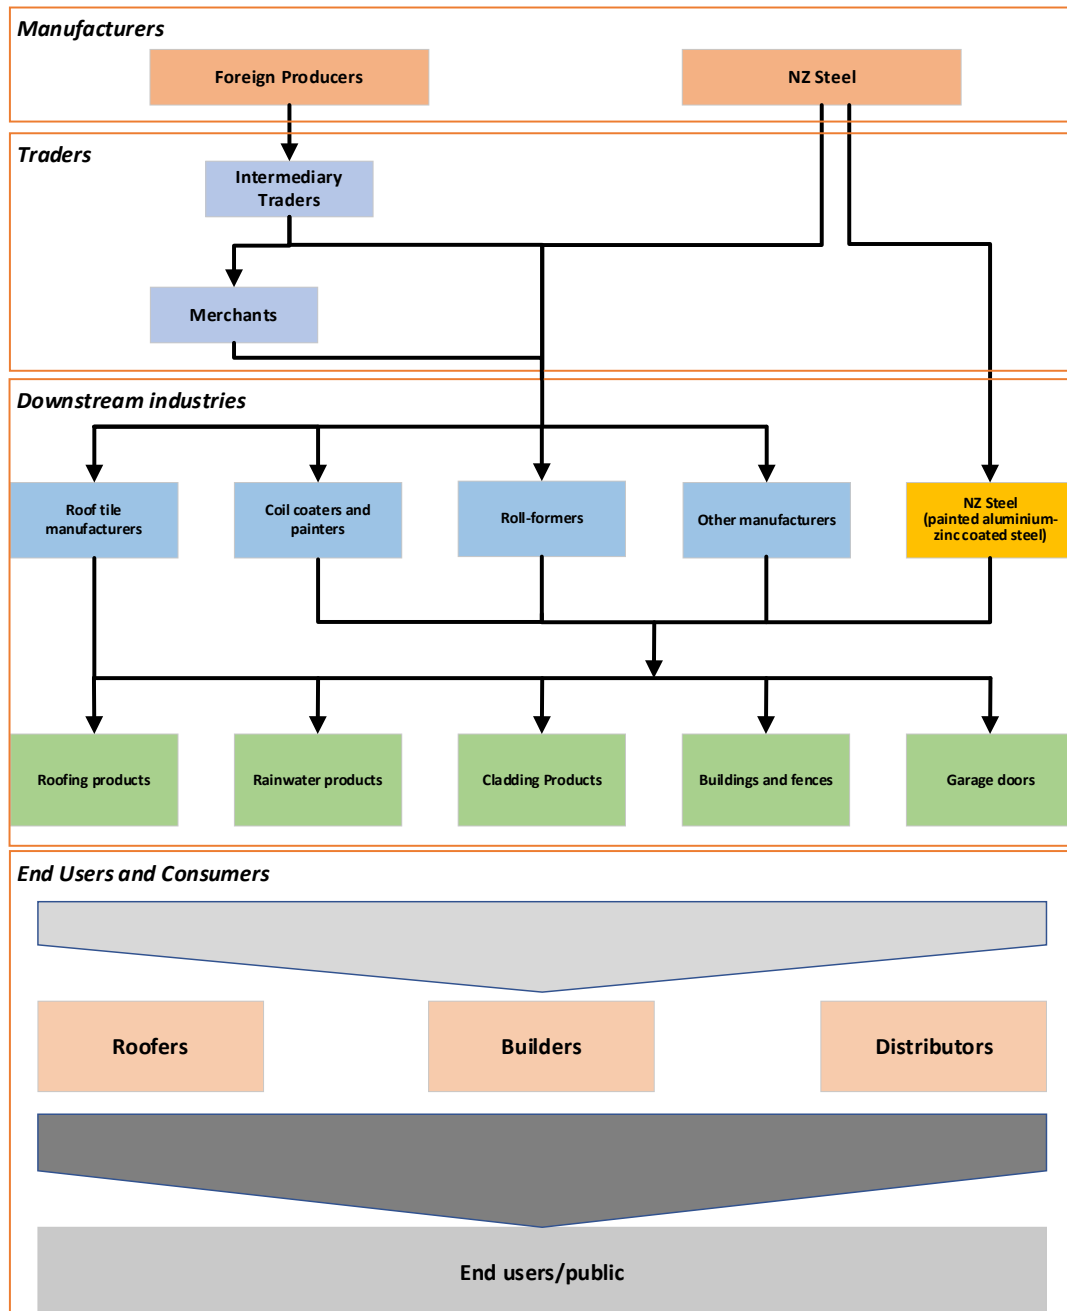 Manufacturers
Foreign Producers
NZ Steel
Traders
Intermediary
Traders
Merchants
Downstream industries
Roof tile
manufacturers
Coil coaters and
painters
Roll-formers
Other manufacturers
NZ Steel
(painted aluminium-
zinc coated steel)
Roofing products
Rainwater products
Cladding Products
Buildings and fences
Garage doors
End Users and Consumers
Roofers
Builders
Distributors
End users/public